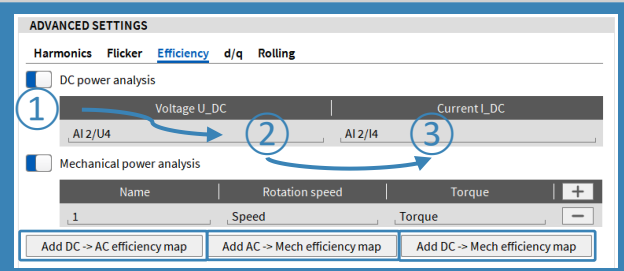 ADVANCED SETTINGS
Harmonics Flicker Efficiency d/q Rolling
DC power analysis
1
Voltage U_DC Current I_DC
AI 2/U4 2 AI 2/I4 3
Mechanical power analysis
Name Rotation speed Torque +
1 Speed Torque −
Add DC -> AC efficiency map Add AC -> Mech efficiency map Add DC -> Mech efficiency map